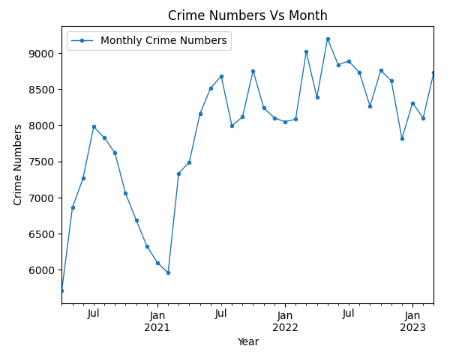 Crime Numbers Vs Month
Monthly Crime Numbers
9000
8500
8000
7500
7000
6500
6000
Crime Numbers
Jul
Jan
2021
Jul
Jan
2022
Jul
Jan
2023
Year